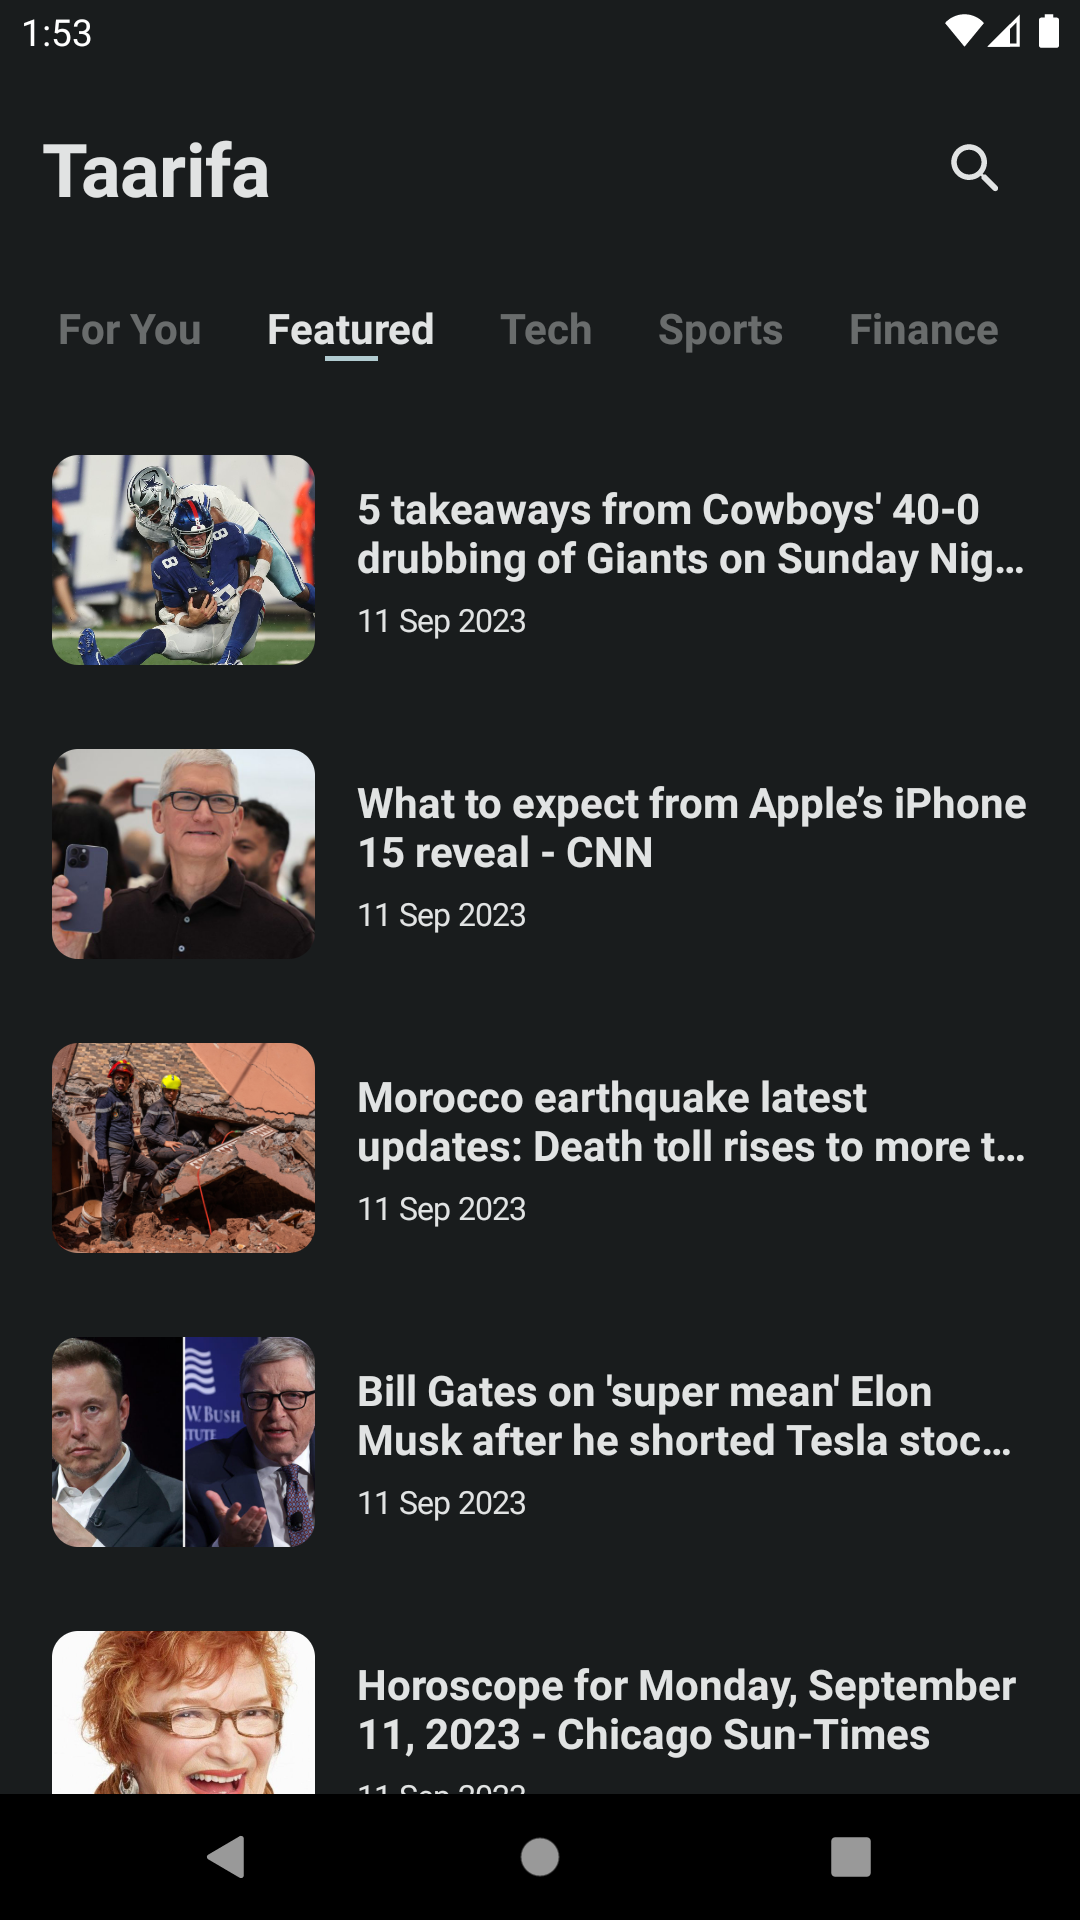 1:53
Taarifa
For You Featured Tech Sports Finance
5 takeaways from Cowboys' 40-0
drubbing of Giants on Sunday Nig...
11 Sep 2023
What to expect from Apple’s iPhone
15 reveal - CNN
11 Sep 2023
Morocco earthquake latest
updates: Death toll rises to more t...
11 Sep 2023
W. BUSH
TUTE
Bill Gates on 'super mean' Elon
Musk after he shorted Tesla stoc...
11 Sep 2023
Horoscope for Monday, September
11, 2023 - Chicago Sun-Times
11 Sep 2023